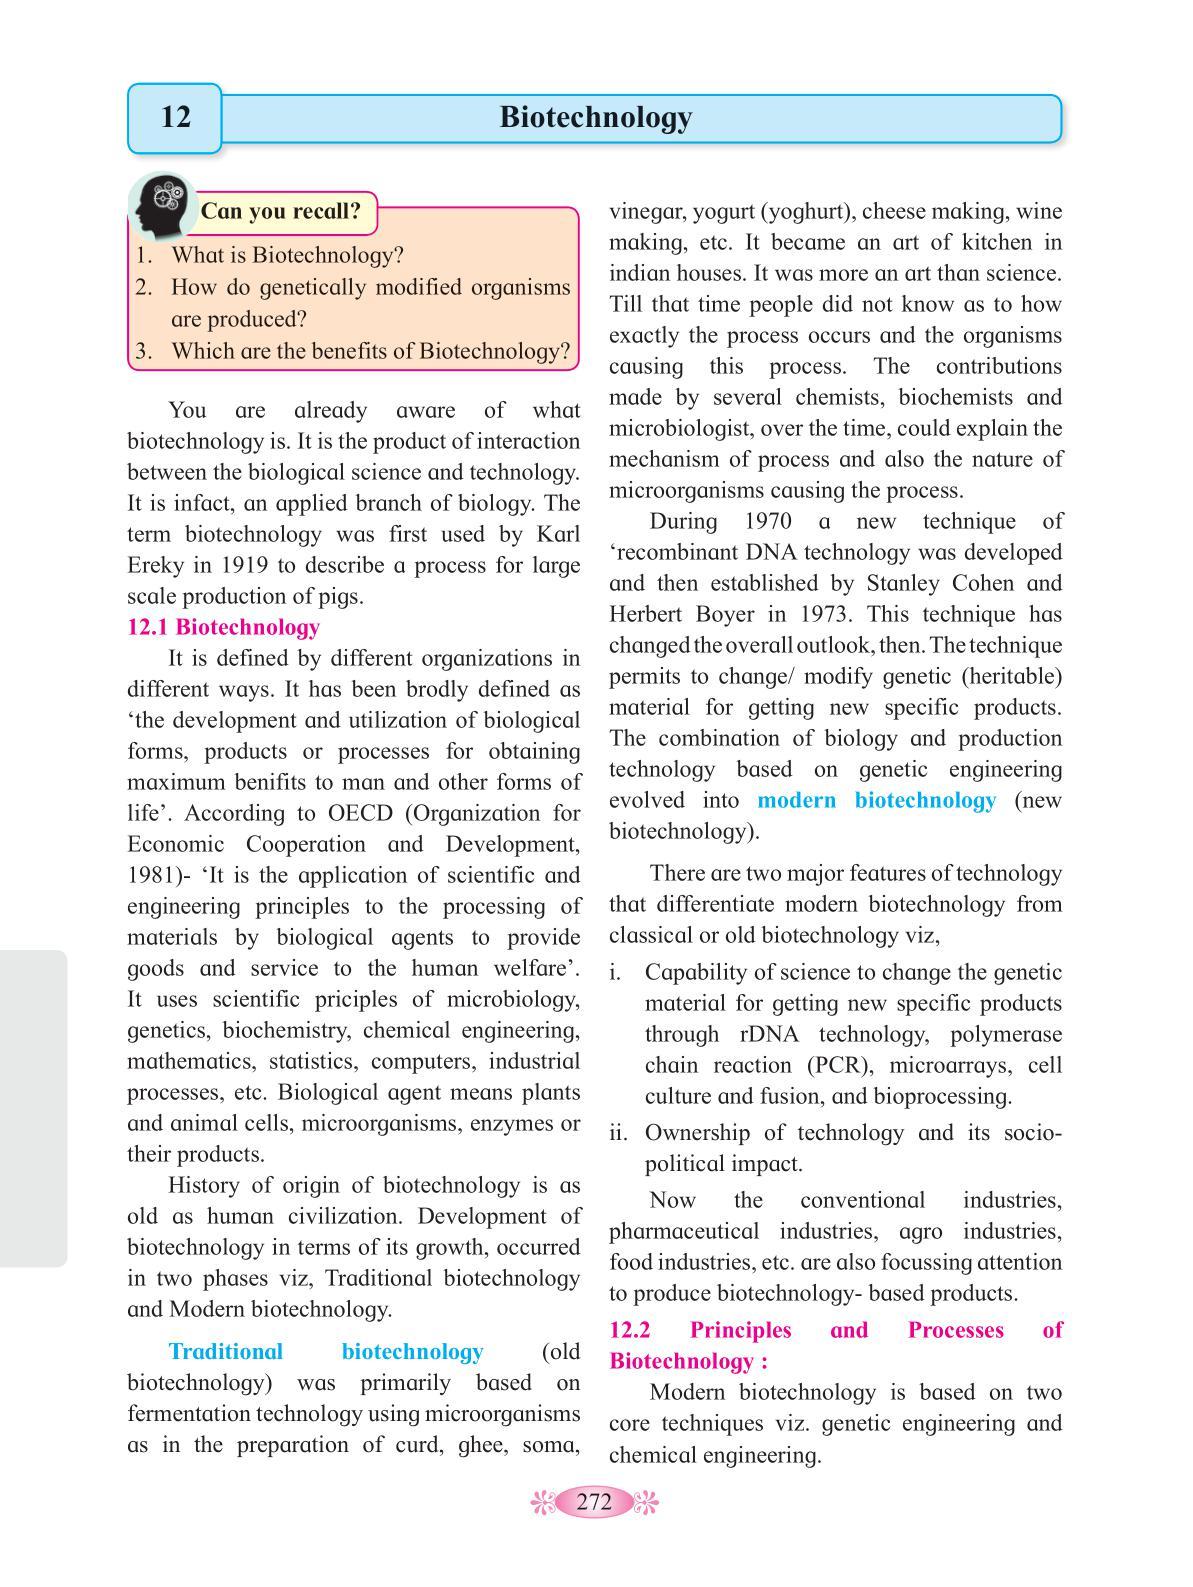 12
Biotechnology
Can you recall?
1. What is Biotechnology?
2. How do genetically modified organisms
are produced?
3. Which are the benefits of Biotechnology?
You are already aware of what
biotechnology is. It is the product of interaction
between the biological science and technology.
It is infact, an applied branch of biology. The
term biotechnology was first used by Karl
Ereky in 1919 to describe a process for large
scale production of pigs.
12.1 Biotechnology
It is defined by different organizations in
different ways. It has been brodly defined as
‘the development and utilization of biological
forms, products or processes for obtaining
maximum benifits to man and other forms of
life’. According to OECD (Organization for
Economic Cooperation and Development,
1981)- ‘It is the application of scientific and
engineering principles to the processing of
materials by biological agents to provide
goods and service to the human welfare’.
It uses scientific priciples of microbiology,
genetics, biochemistry, chemical engineering,
mathematics, statistics, computers, industrial
processes, etc. Biological agent means plants
and animal cells, microorganisms, enzymes or
their products.
History of origin of biotechnology is as
old as human civilization. Development of
biotechnology in terms of its growth, occurred
in two phases viz, Traditional biotechnology
and Modern biotechnology.
Traditional biotechnology (old
biotechnology) was primarily based on
fermentation technology using microorganisms
as in the preparation of curd, ghee, soma,
vinegar, yogurt (yoghurt), cheese making, wine
making, etc. It became an art of kitchen in
indian houses. It was more an art than science.
Till that time people did not know as to how
exactly the process occurs and the organisms
causing this process. The contributions
made by several chemists, biochemists and
microbiologist, over the time, could explain the
mechanism of process and also the nature of
microorganisms causing the process.
During 1970 a new technique of
‘recombinant DNA technology was developed
and then established by Stanley Cohen and
Herbert Boyer in 1973. This technique has
changed the overall outlook, then. The technique
permits to change/ modify genetic (heritable)
material for getting new specific products.
The combination of biology and production
technology based on genetic engineering
evolved into modern biotechnology (new
biotechnology).
There are two major features of technology
that differentiate modern biotechnology from
classical or old biotechnology viz,
i. Capability of science to change the genetic
material for getting new specific products
through rDNA technology, polymerase
chain reaction (PCR), microarrays, cell
culture and fusion, and bioprocessing.
ii. Ownership of technology and its socio-
political impact.
Now the conventional industries,
pharmaceutical industries, agro industries,
food industries, etc. are also focussing attention
to produce biotechnology- based products.
12.2 Principles and Processes of
Biotechnology :
Modern biotechnology is based on two
core techniques viz. genetic engineering and
chemical engineering.
272